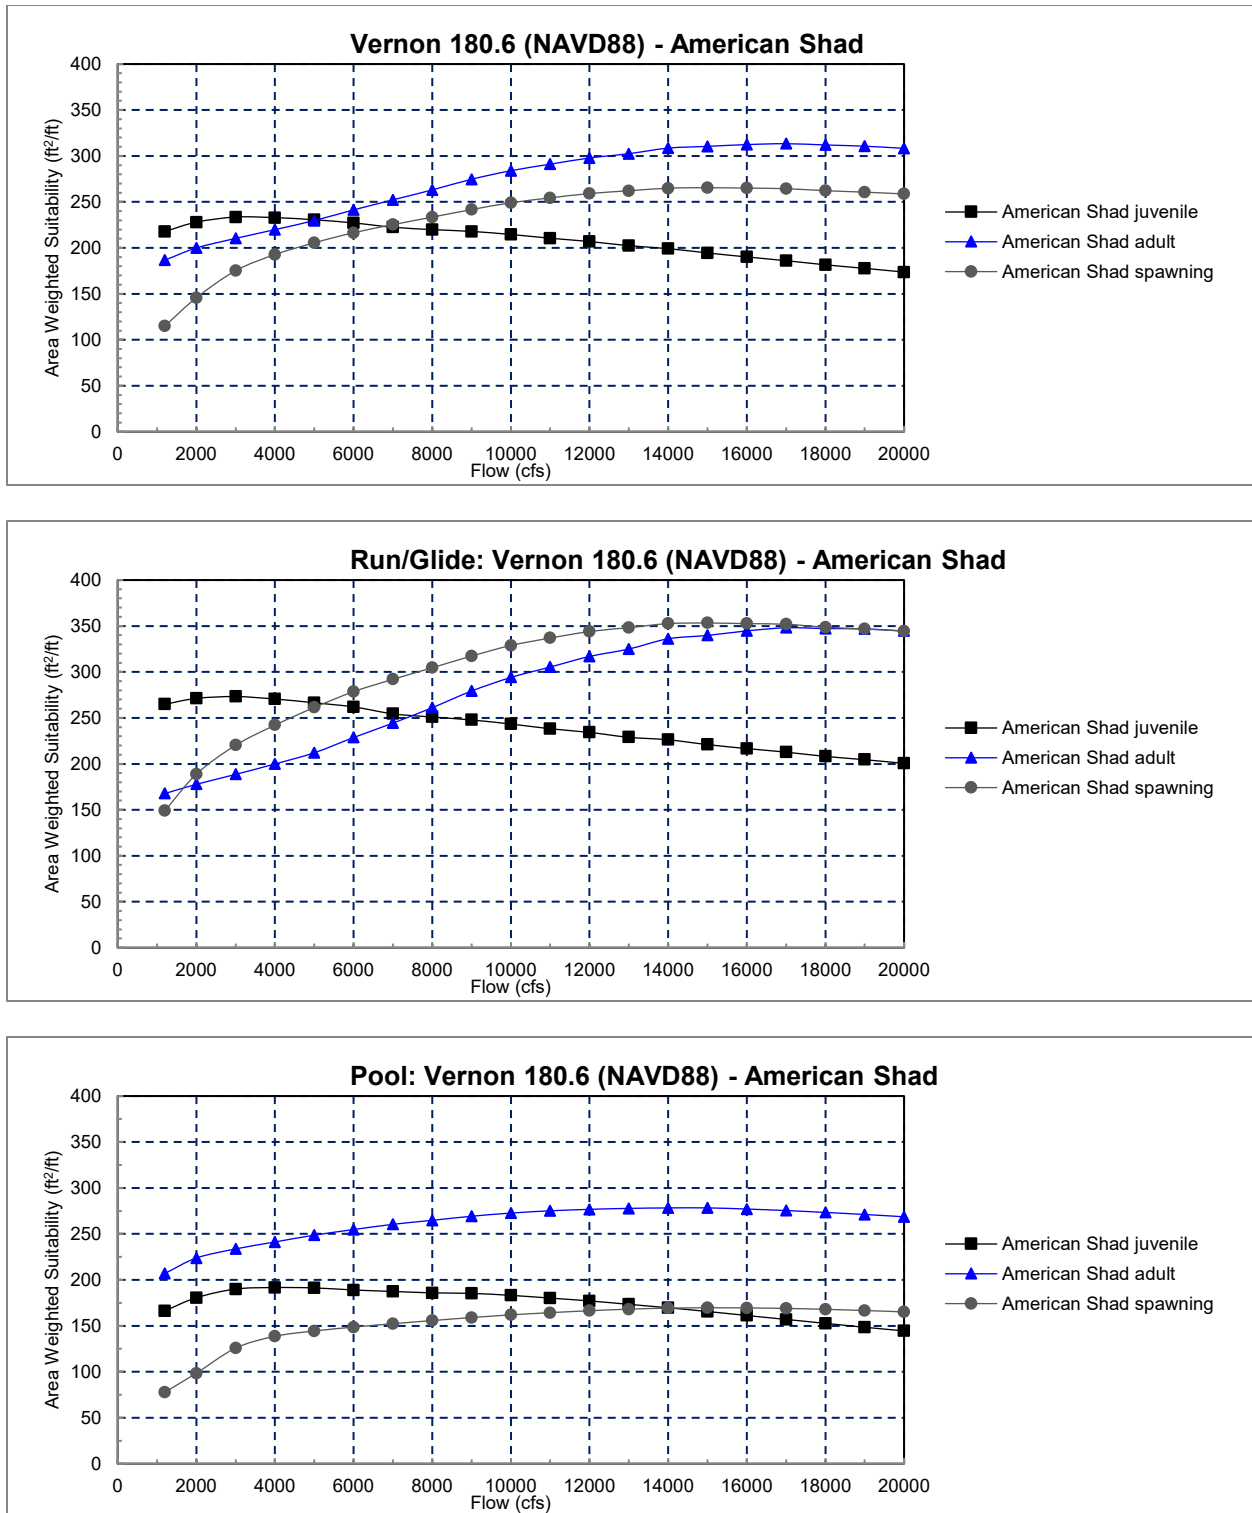 Vernon 180.6 (NAVD88) - American Shad
Area Weighted Suitability (ft²/ft)
400
350
300
250
200
150
100
50
0
0 2000 4000 6000 8000 10000 12000 14000 16000 18000 20000
Flow (cfs)
American Shad juvenile
American Shad adult
American Shad spawning
Run/Glide: Vernon 180.6 (NAVD88) - American Shad
Area Weighted Suitability (ft²/ft)
400
350
300
250
200
150
100
50
0
0 2000 4000 6000 8000 10000 12000 14000 16000 18000 20000
Flow (cfs)
American Shad juvenile
American Shad adult
American Shad spawning
Pool: Vernon 180.6 (NAVD88) - American Shad
Area Weighted Suitability (ft²/ft)
400
350
300
250
200
150
100
50
0
0 2000 4000 6000 8000 10000 12000 14000 16000 18000 20000
Flow (cfs)
American Shad juvenile
American Shad adult
American Shad spawning